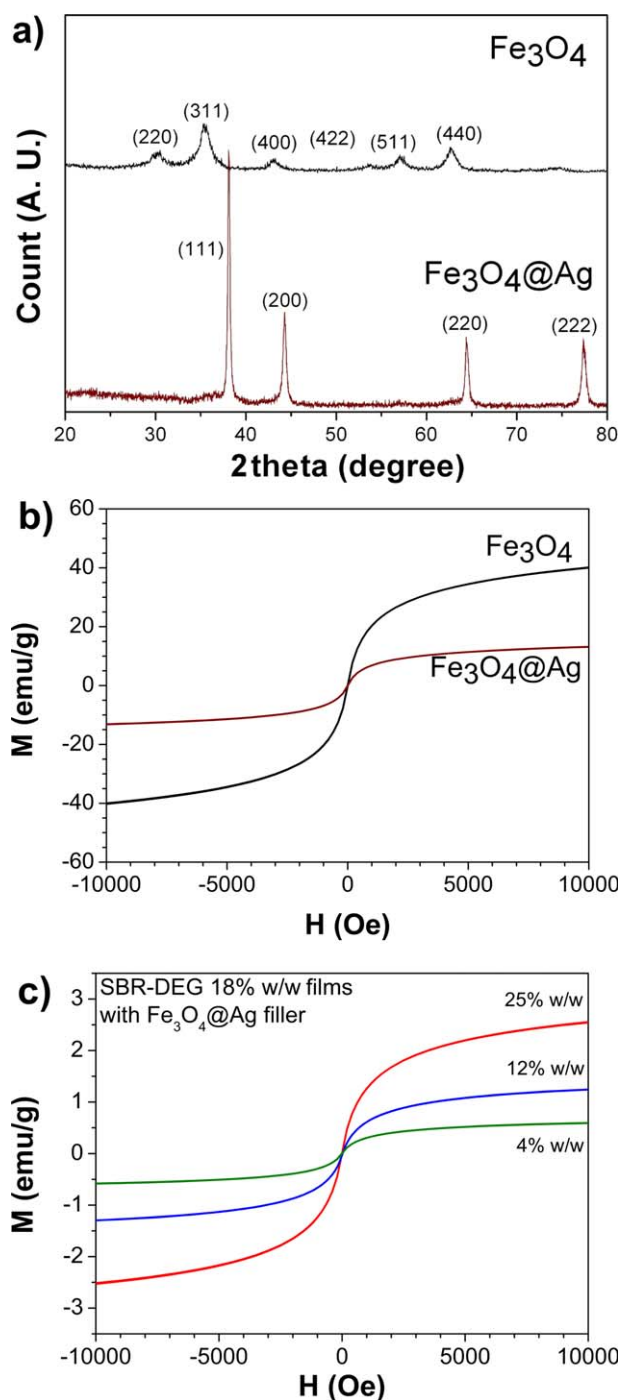 a)
Fe₃O₄
(311)
(220)
(400)
(422)
(511)
(440)
(111)
Fe₃O₄@Ag
(200)
(220)
(222)
Count (A. U.)
20 30 40 50 60 70 80
2theta (degree)
b)
60
40
20
0
-20
-40
-60
Fe₃O₄
Fe₃O₄@Ag
M (emu/g)
-10000 -5000 0 5000 10000
H (Oe)
c)
SBR-DEG 18% w/w films
with Fe₃O₄@Ag filler
25% w/w
12% w/w
4% w/w
3
2
1
0
-1
-2
-3
M (emu/g)
-10000 -5000 0 5000 10000
H (Oe)